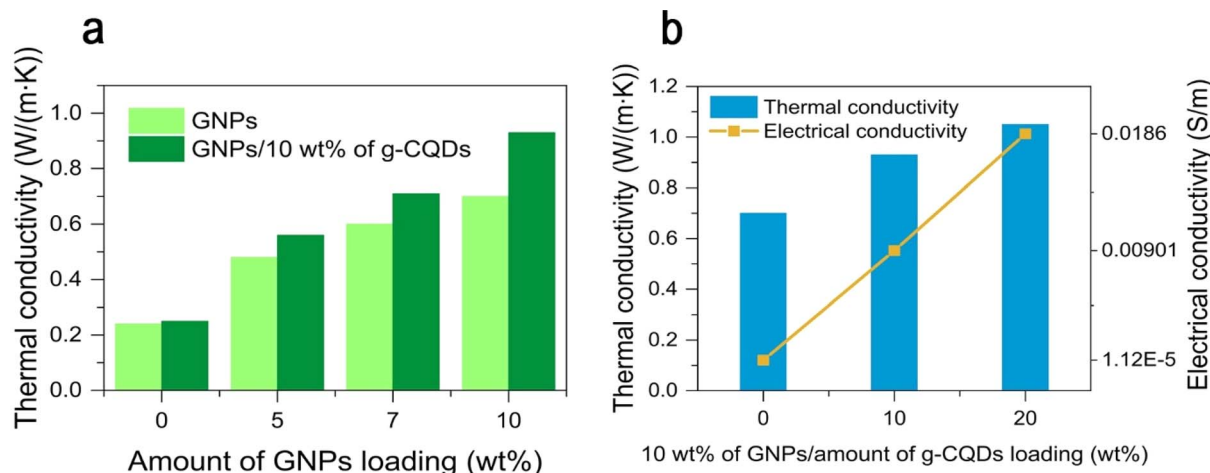 a
Thermal conductivity (W/(m·K))
1.0
0.8
0.6
0.4
0.2
0.0
GNPs
GNPs/10 wt% of g-CQDs
0
5
7
10
Amount of GNPs loading (wt%)
b
Thermal conductivity (W/(m·K))
1.2
1.0
0.8
0.6
0.4
0.2
0.0
Thermal conductivity
Electrical conductivity
0.0186
0.00901
1.12E-5
Electrical conductivity (S/m)
0
10
20
10 wt% of GNPs/amount of g-CQDs loading (wt%)